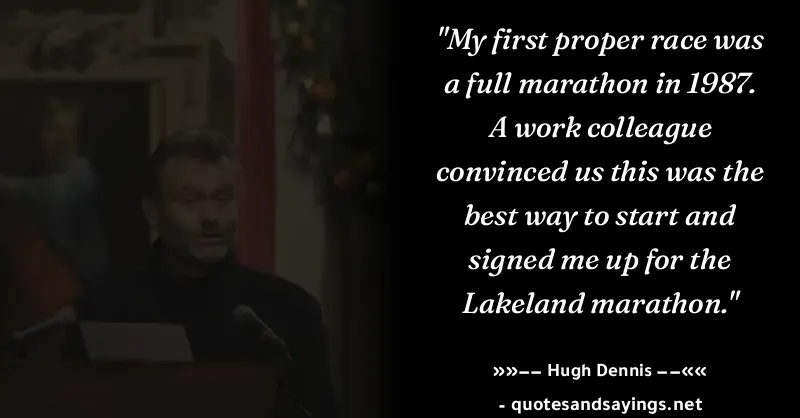 "My first proper race was
a full marathon in 1987.
A work colleague
convinced us this was the
best way to start and
signed me up for the
Lakeland marathon."
»»−− Hugh Dennis −−««
- quotesandsayings.net